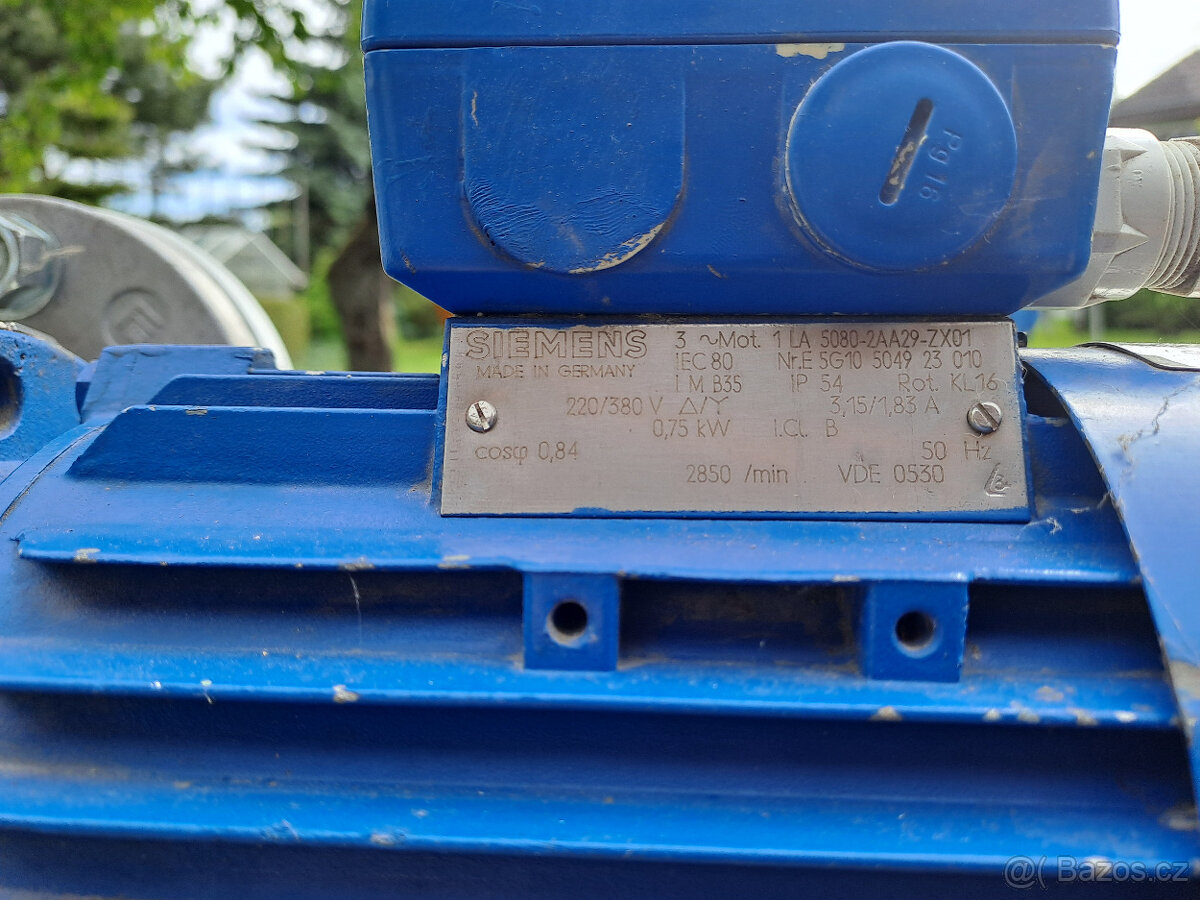 Pg 16
SIEMENS 3 ~Mot. 1 LA 5080-2AA29-ZX01
MADE IN GERMANY IEC 80 Nr.E 5G10 5049 23 010
I M B35 IP 54 Rot. KL16
220/380 V Δ/Y 3,15/1,83 A
0,75 kW I.Cl. B
cosφ 0,84 50 Hz
2850 /min VDE 0530
@( Bazos.cz